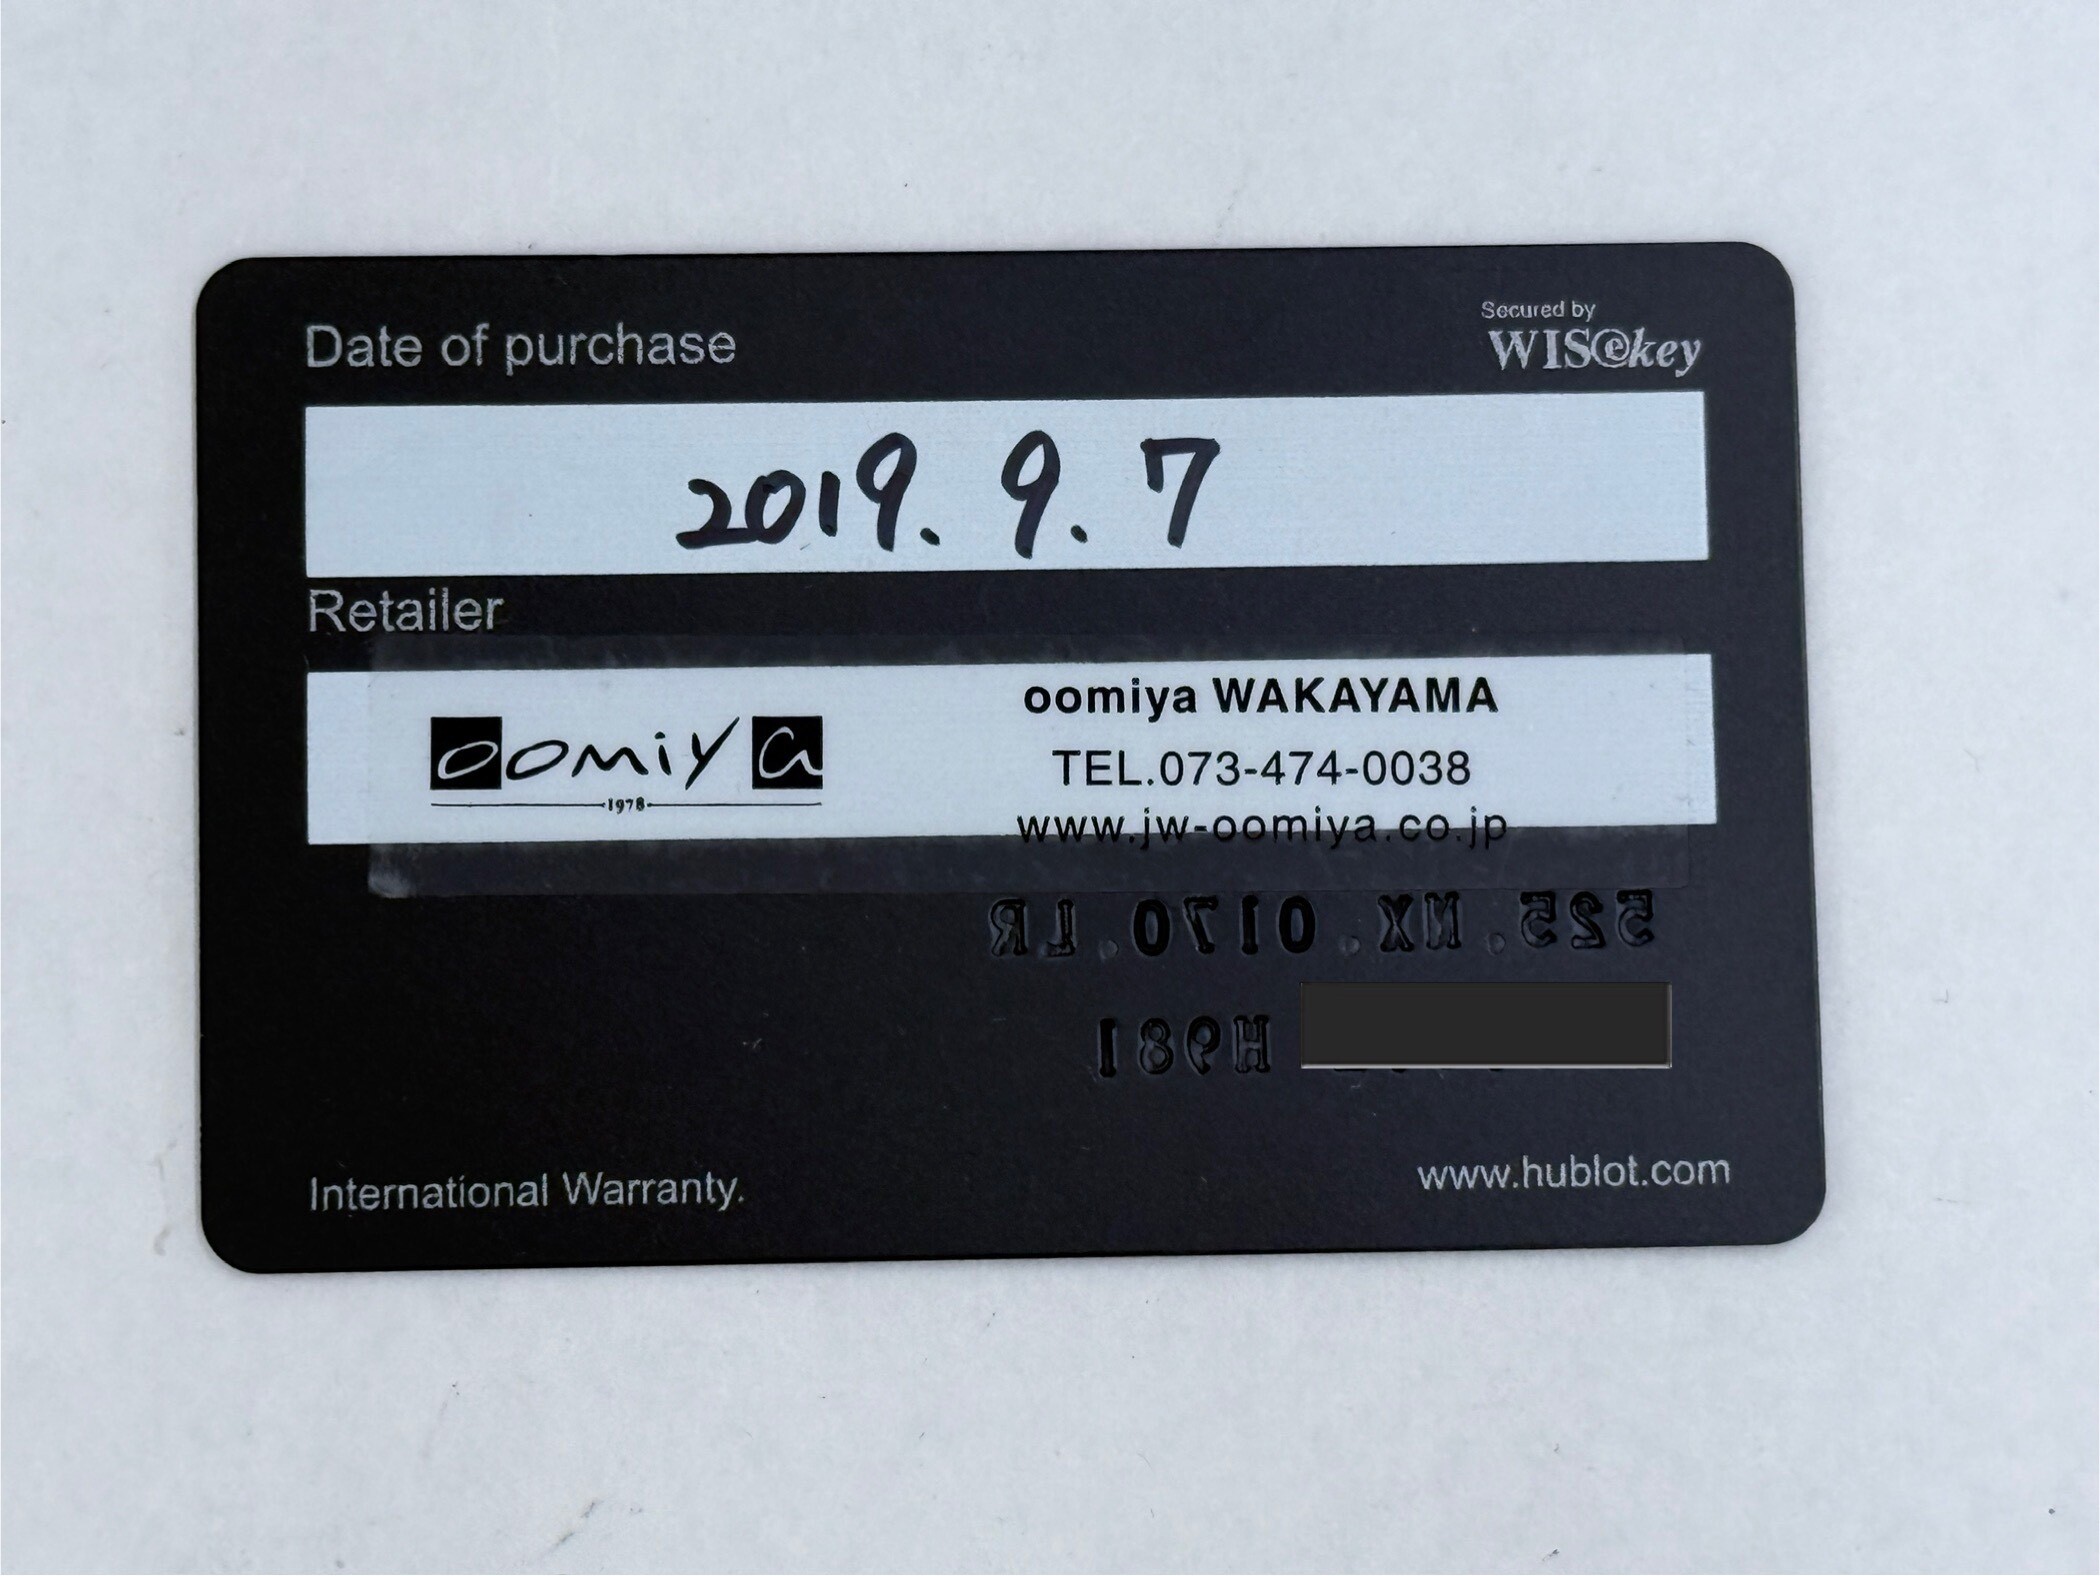 Date of purchase
Secured by
WISekey
2019. 9. 7
Retailer
oomiya
1978
oomiya WAKAYAMA
TEL.073-474-0038
www.jw-oomiya.co.jp
525.NX.0170.LR
H981
International Warranty.
www.hublot.com